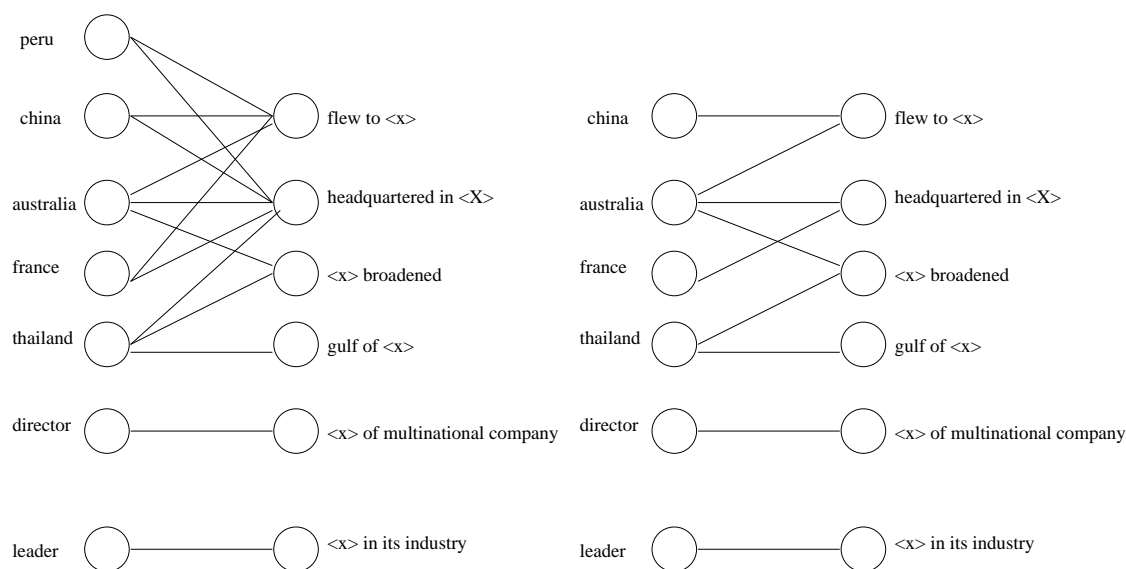 peru
china
flew to <x>
australia
headquartered in <X>
france
<x> broadened
thailand
gulf of <x>
director
<x> of multinational company
leader
<x> in its industry
china
flew to <x>
australia
headquartered in <X>
france
<x> broadened
thailand
gulf of <x>
director
<x> of multinational company
leader
<x> in its industry